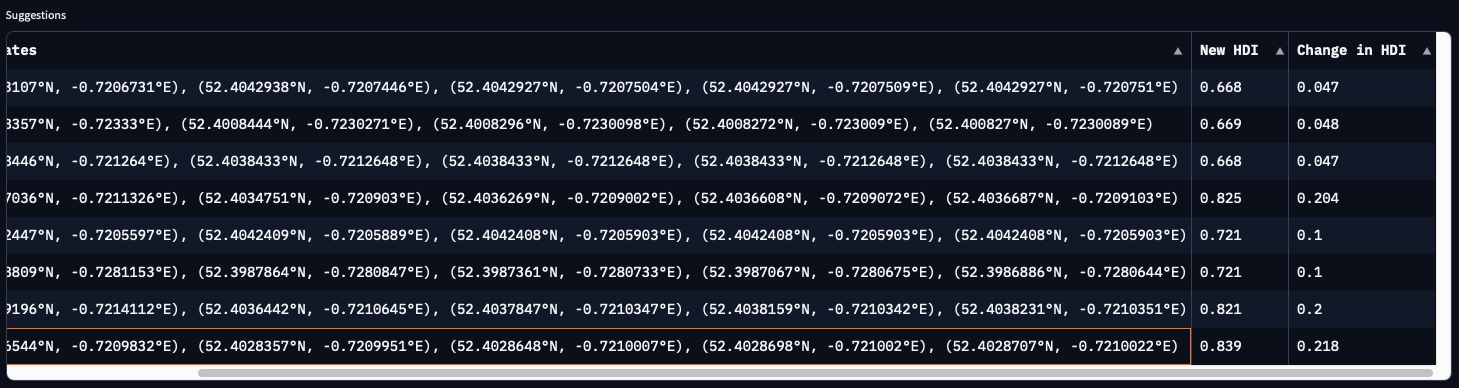 Suggestions
ates ▲ New HDI ▲ Change in HDI ▲
3107°N, -0.7206731°E), (52.4042938°N, -0.7207446°E), (52.4042927°N, -0.7207504°E), (52.4042927°N, -0.7207509°E), (52.4042927°N, -0.720751°E) 0.668 0.047
3357°N, -0.72333°E), (52.4008444°N, -0.7230271°E), (52.4008296°N, -0.7230098°E), (52.4008272°N, -0.723009°E), (52.400827°N, -0.7230089°E) 0.669 0.048
3446°N, -0.721264°E), (52.4038433°N, -0.7212648°E), (52.4038433°N, -0.7212648°E), (52.4038433°N, -0.7212648°E), (52.4038433°N, -0.7212648°E) 0.668 0.047
7036°N, -0.7211326°E), (52.4034751°N, -0.720903°E), (52.4036269°N, -0.7209002°E), (52.4036608°N, -0.7209072°E), (52.4036687°N, -0.7209103°E) 0.825 0.204
2447°N, -0.7205597°E), (52.4042409°N, -0.7205889°E), (52.4042408°N, -0.7205903°E), (52.4042408°N, -0.7205903°E), (52.4042408°N, -0.7205903°E) 0.721 0.1
3809°N, -0.7281153°E), (52.3987864°N, -0.7280847°E), (52.3987361°N, -0.7280733°E), (52.3987067°N, -0.7280675°E), (52.3986886°N, -0.7280644°E) 0.721 0.1
9196°N, -0.7214112°E), (52.4036442°N, -0.7210645°E), (52.4037847°N, -0.7210347°E), (52.4038159°N, -0.7210342°E), (52.4038231°N, -0.7210351°E) 0.821 0.2
6544°N, -0.7209832°E), (52.4028357°N, -0.7209951°E), (52.4028648°N, -0.7210007°E), (52.4028698°N, -0.721002°E), (52.4028707°N, -0.7210022°E) 0.839 0.218